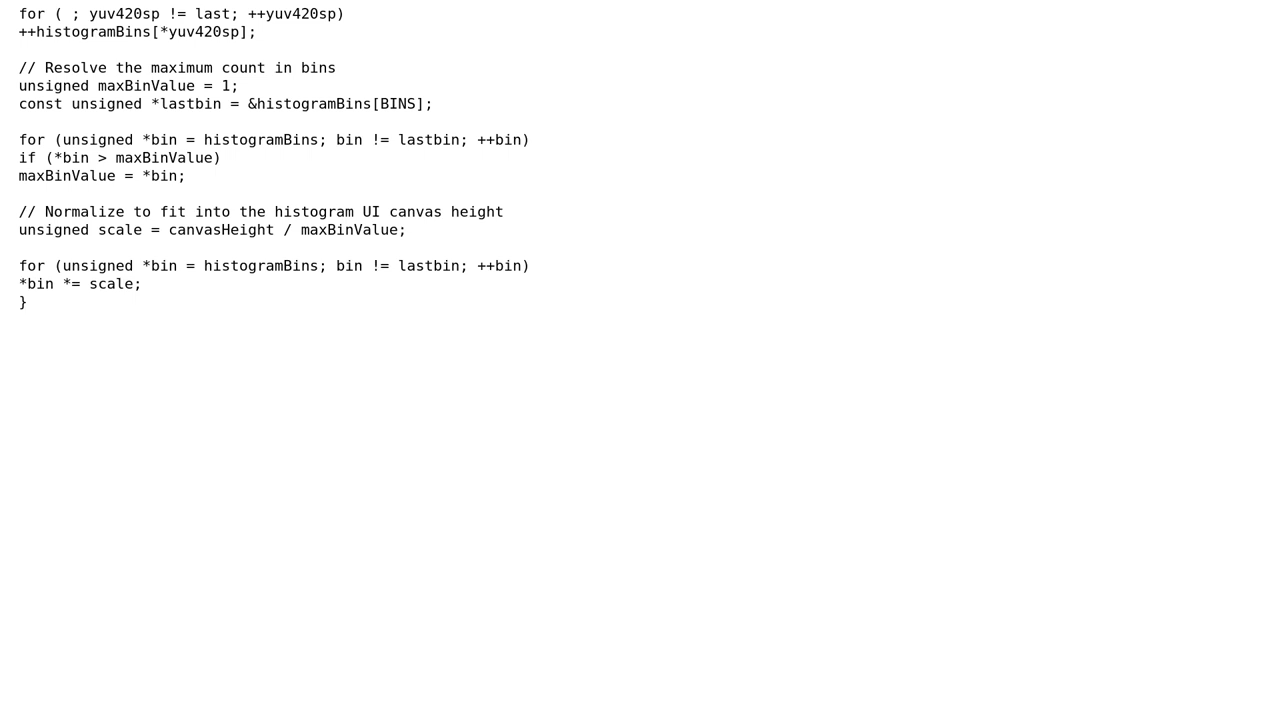 for ( ; yuv420sp != last; ++yuv420sp)
++histogramBins[*yuv420sp];

// Resolve the maximum count in bins
unsigned maxBinValue = 1;
const unsigned *lastbin = &histogramBins[BINS];

for (unsigned *bin = histogramBins; bin != lastbin; ++bin)
if (*bin > maxBinValue)
maxBinValue = *bin;

// Normalize to fit into the histogram UI canvas height
unsigned scale = canvasHeight / maxBinValue;

for (unsigned *bin = histogramBins; bin != lastbin; ++bin)
*bin *= scale;
}